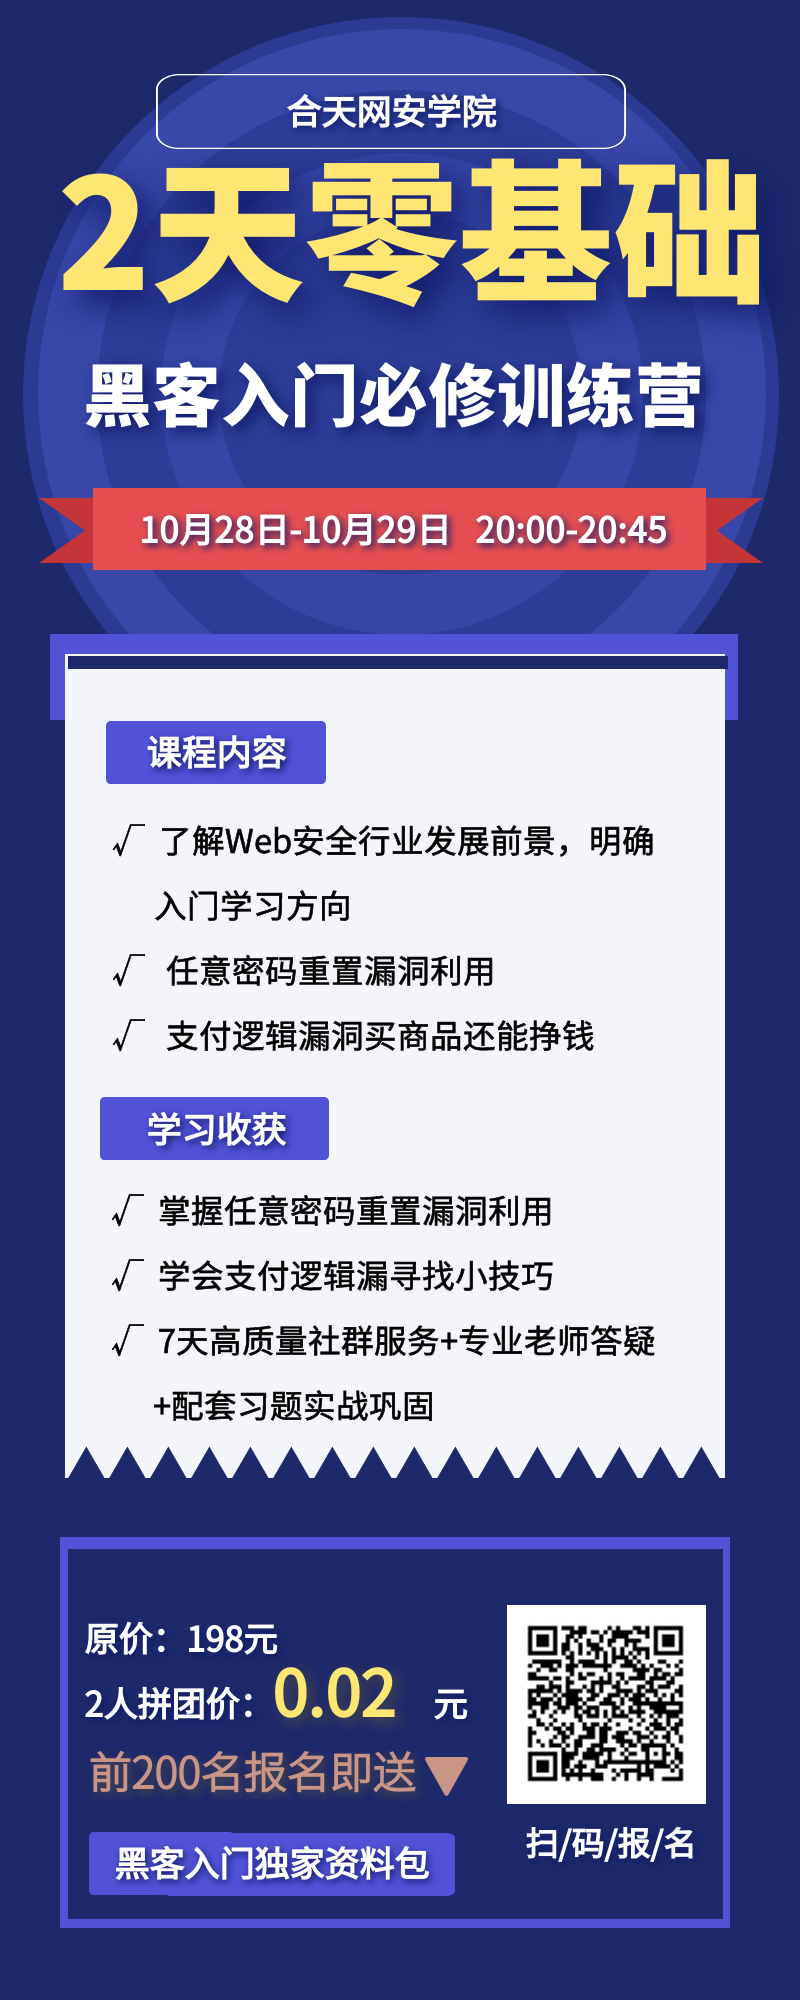 合天网安学院
2天零基础
黑客入门必修训练营
10月28日-10月29日 20:00-20:45
课程内容
√ 了解Web安全行业发展前景，明确
入门学习方向
√ 任意密码重置漏洞利用
√ 支付逻辑漏洞买商品还能挣钱
学习收获
√ 掌握任意密码重置漏洞利用
√ 学会支付逻辑漏寻找小技巧
√ 7天高质量社群服务+专业老师答疑
+配套习题实战巩固
原价：198元
2人拼团价：0.02 元
前200名报名即送
黑客入门独家资料包
扫/码/报/名